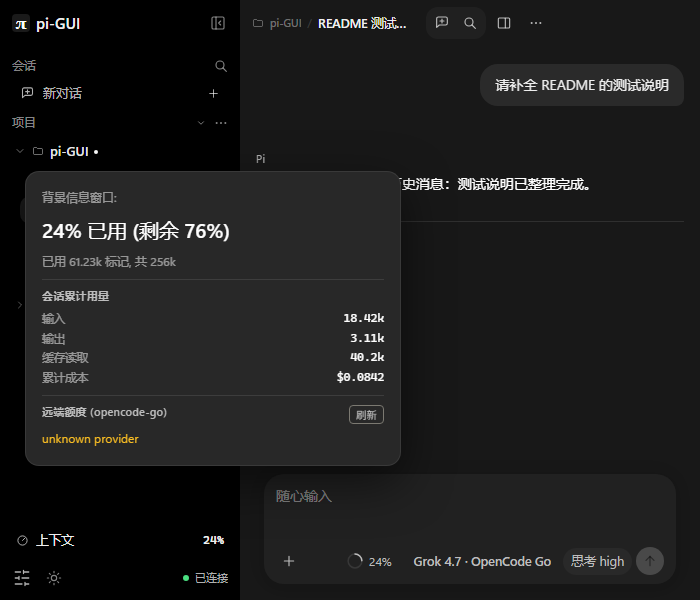 pi-GUI
会话
新对话
项目
pi-GUI
背景信息窗口:
24% 已用 (剩余 76%)
已用 61.23k 标记, 共 256k
会话累计用量
输入 18.42k
输出 3.11k
缓存读取 40.2k
累计成本 $0.0842
远端额度 (opencode-go) 刷新
unknown provider
上下文 24%
已连接
pi-GUI / README 测试...
请补全 README 的测试说明
Pi
史消息：测试说明已整理完成。
随心输入
24% Grok 4.7 · OpenCode Go 思考 high